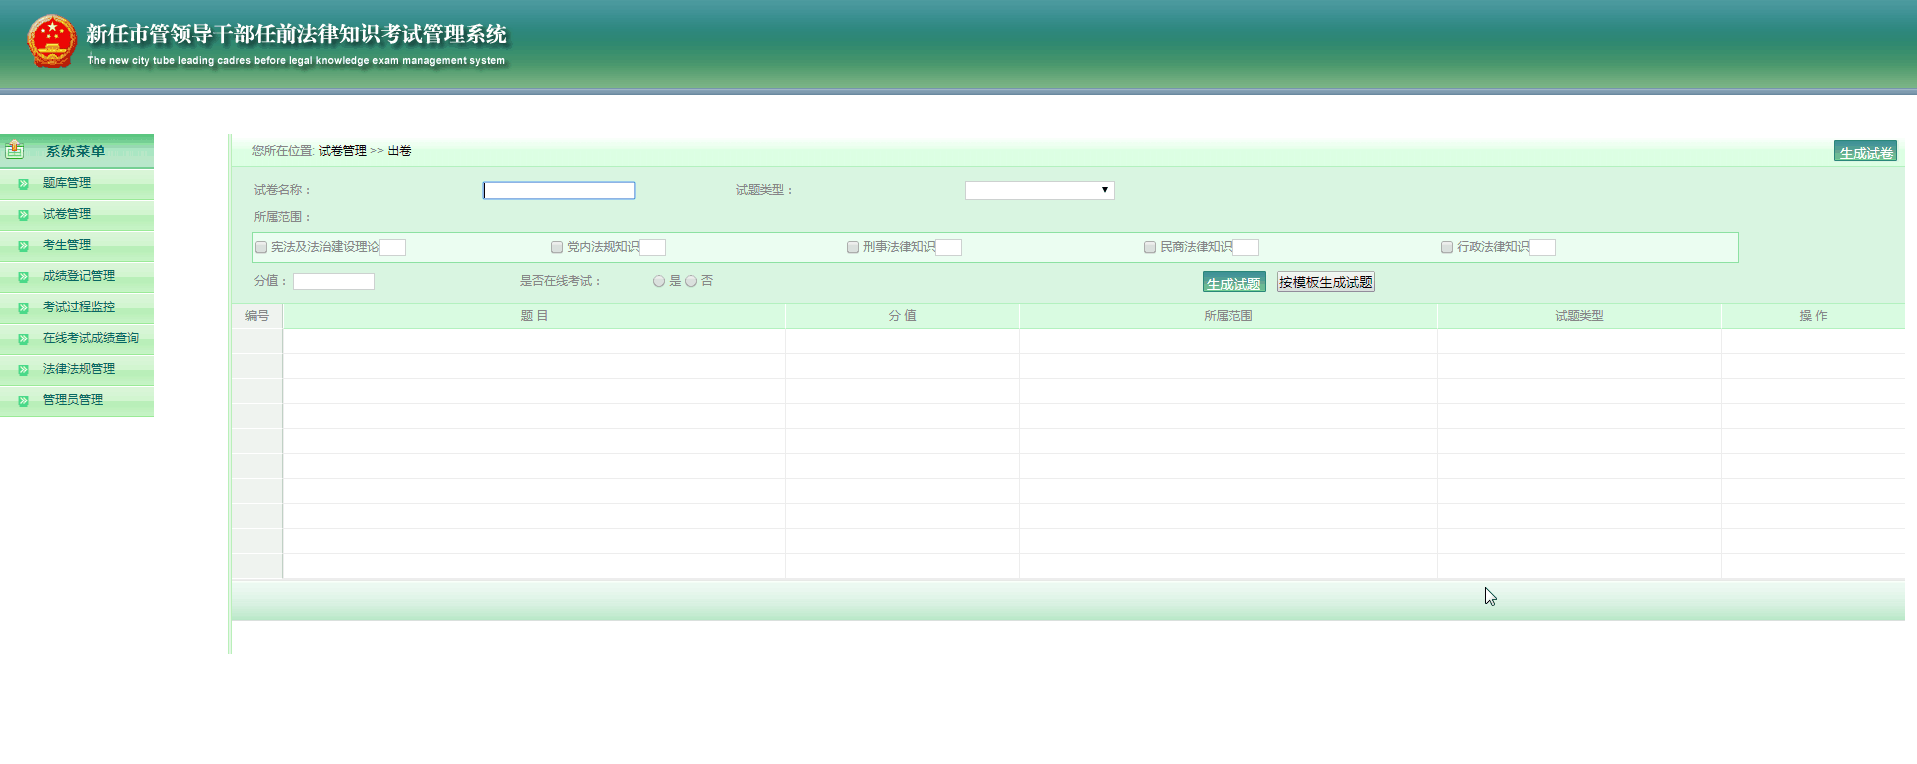 新任市管领导干部任前法律知识考试管理系统
The new city tube leading cadres before legal knowledge exam management system
系统菜单
题库管理
试卷管理
考生管理
成绩登记管理
考试过程监控
在线考试成绩查询
法律法规管理
管理员管理
您所在位置: 试卷管理 >> 出卷
生成试卷
试卷名称： 试题类型：
所属范围：
宪法及法治建设理论 党内法规知识 刑事法律知识 民商法律知识 行政法律知识
分值： 是否在线考试： 是 否 生成试题 按模板生成试题
编号 题 目 分 值 所属范围 试题类型 操 作